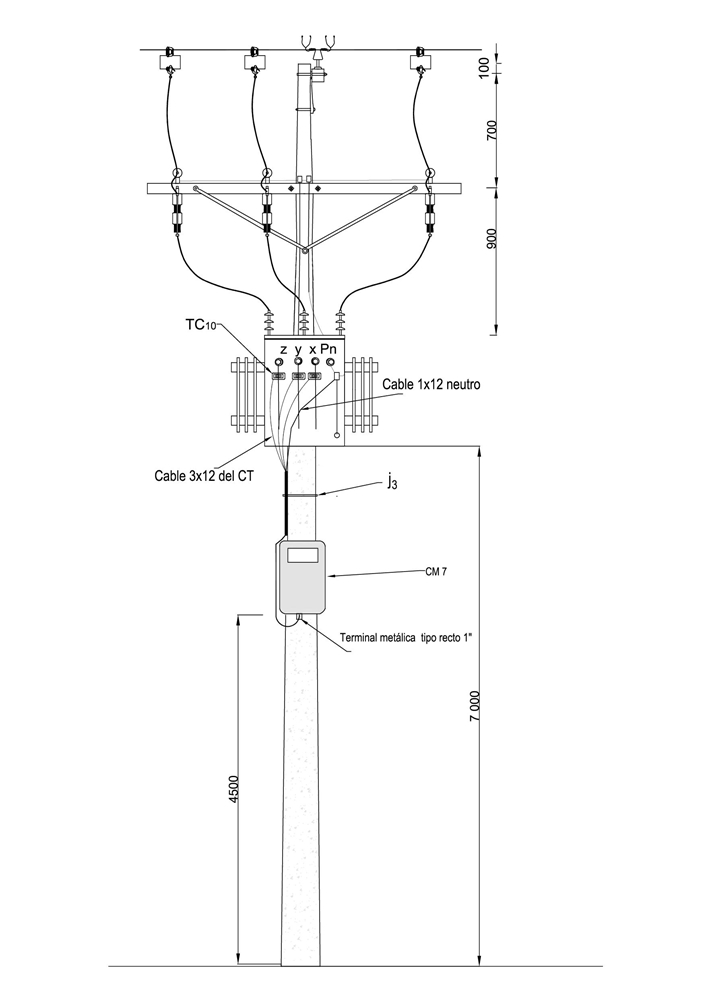 100
700
900
TC10
z y x Pn
Cable 1x12 neutro
Cable 3x12 del CT
j3
CM 7
Terminal metálica tipo recto 1"
7 000
4500